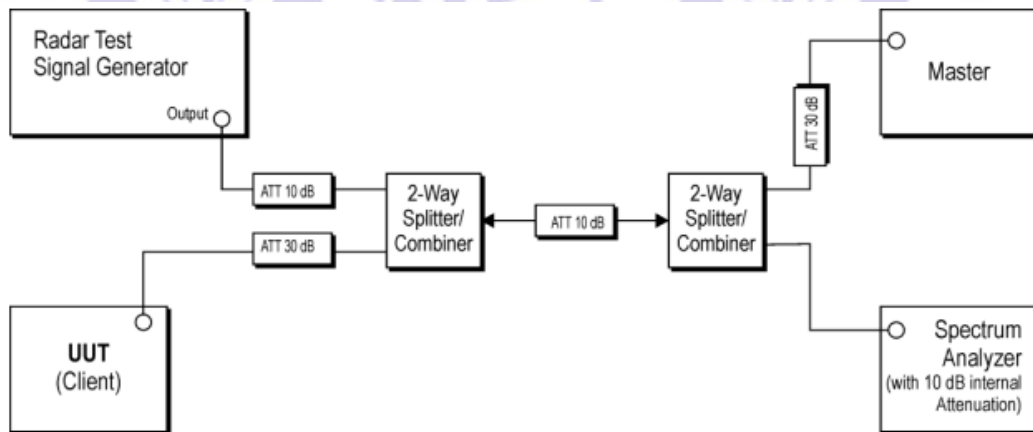 Radar Test
Signal Generator
Output
ATT 10 dB
2-Way
Splitter/
Combiner
ATT 30 dB
UUT
(Client)
ATT 10 dB
2-Way
Splitter/
Combiner
ATT 30 dB
Master
Spectrum
Analyzer
(with 10 dB internal
Attenuation)